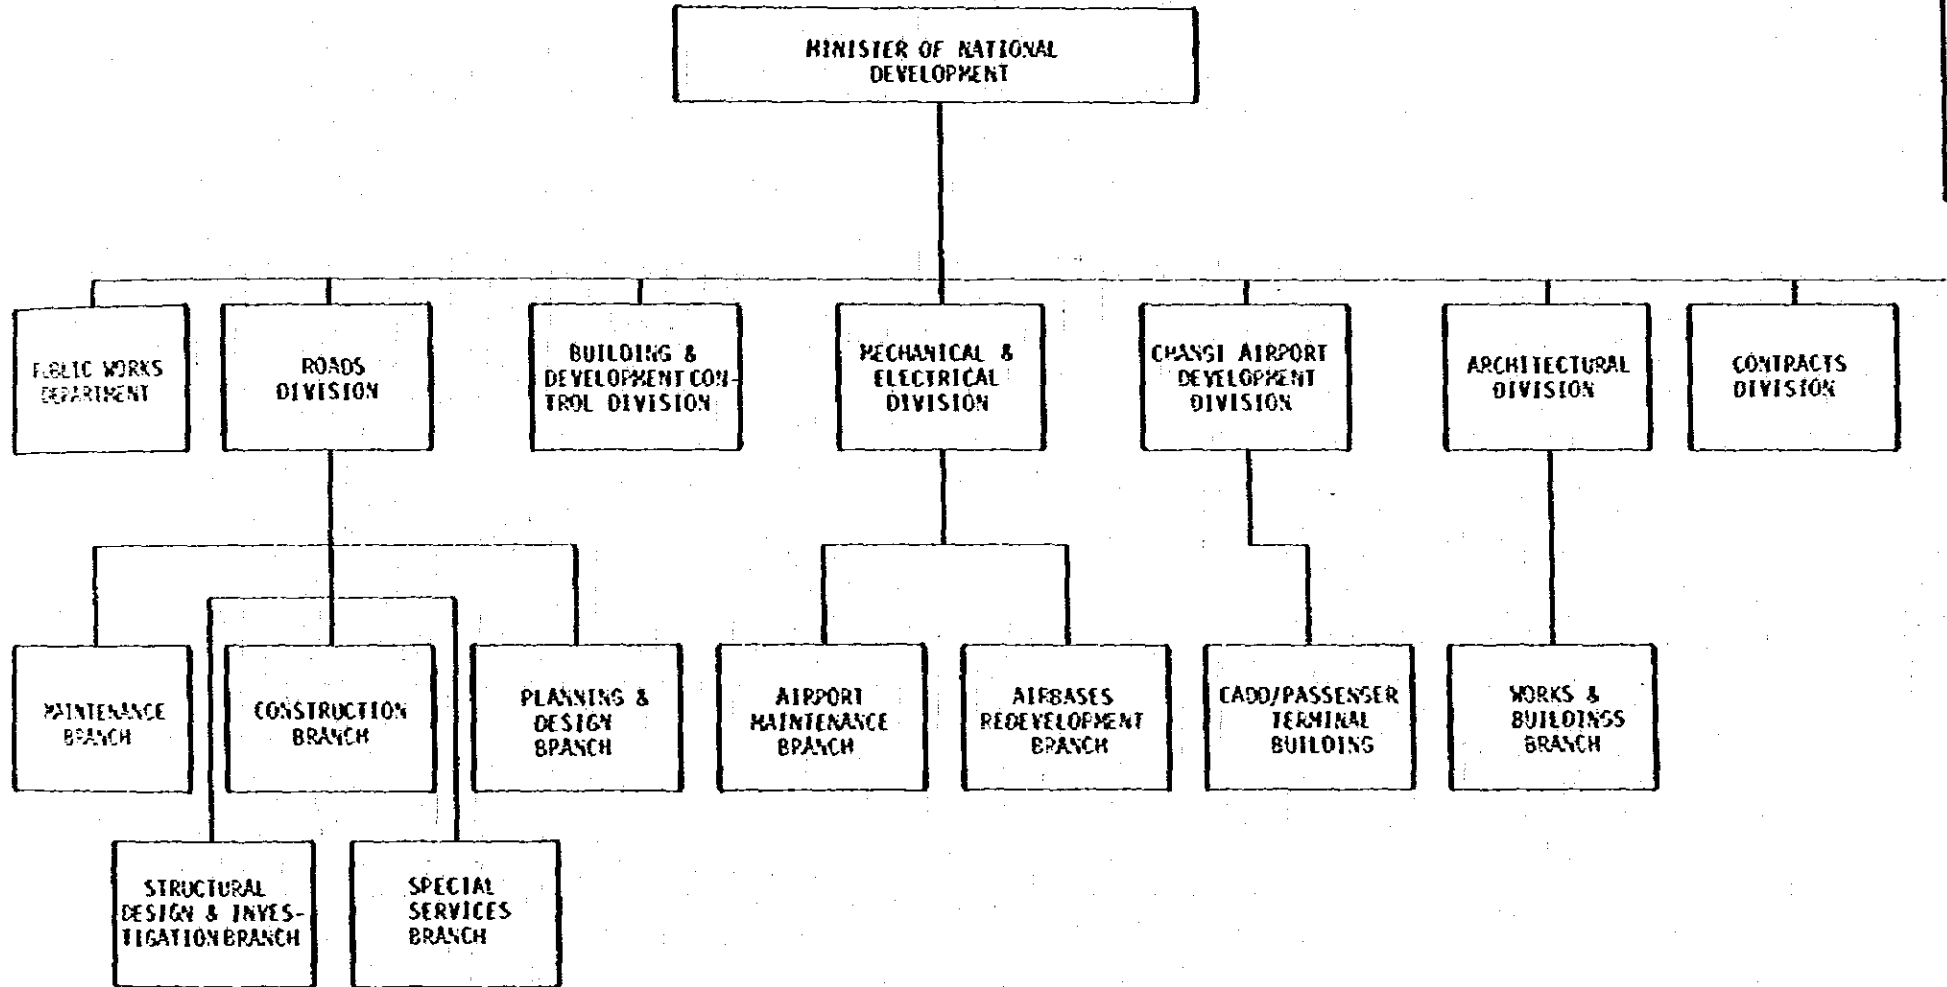 MINISTER OF NATIONAL
DEVELOPMENT
PUBLIC WORKS
DEPARTMENT
ROADS
DIVISION
BUILDING &
DEVELOPMENT CON-
TROL DIVISION
MECHANICAL &
ELECTRICAL
DIVISION
CHANGI AIRPORT
DEVELOPMENT
DIVISION
ARCHITECTURAL
DIVISION
CONTRACTS
DIVISION
MAINTENANCE
BRANCH
CONSTRUCTION
BRANCH
PLANNING &
DESIGN
BRANCH
AIRPORT
MAINTENANCE
BRANCH
AIRBASES
REDEVELOPMENT
BRANCH
CADD/PASSENGER
TERMINAL
BUILDING
WORKS &
BUILDINGS
BRANCH
STRUCTURAL
DESIGN & INVES-
TIGATION BRANCH
SPECIAL
SERVICES
BRANCH